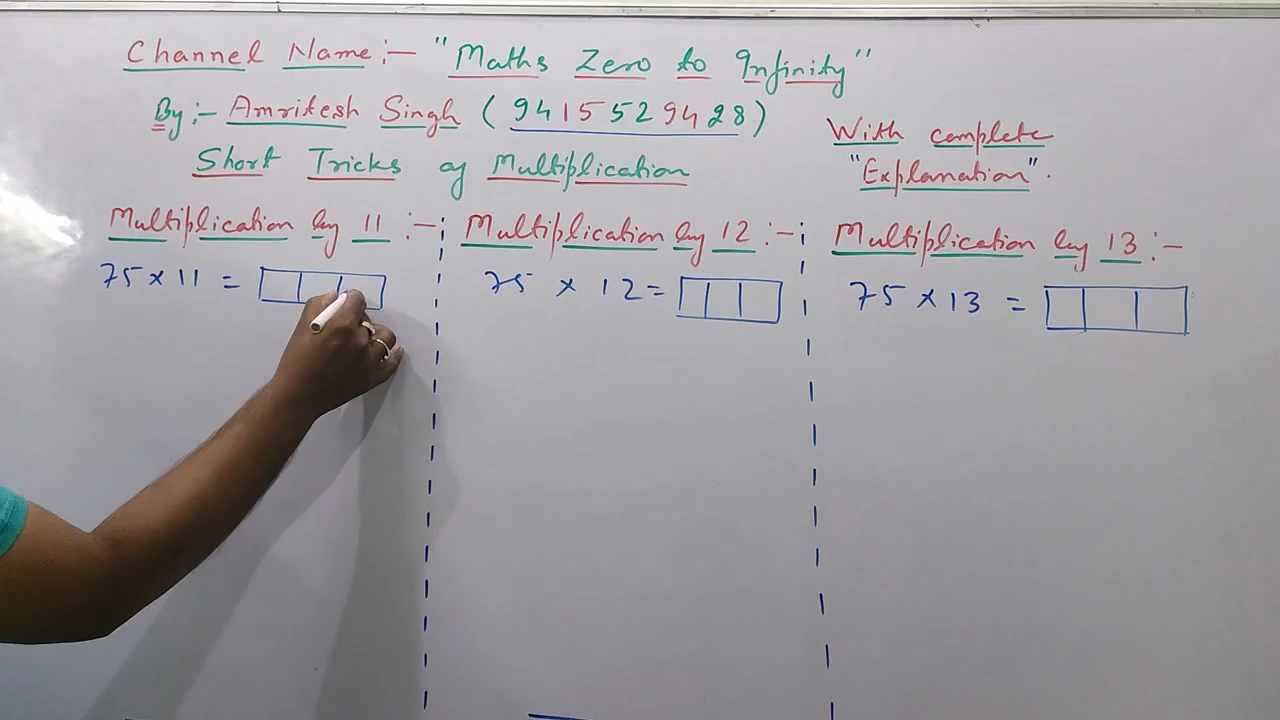 Channel Name:- "Maths Zero to Infinity"
By:- Amritesh Singh (9415529428)
With complete
"Explanation".
Short Tricks of Multiplication
Multiplication by 11:-
75 × 11 =
Multiplication by 12:-
75 × 12 =
Multiplication by 13:-
75 × 13 =